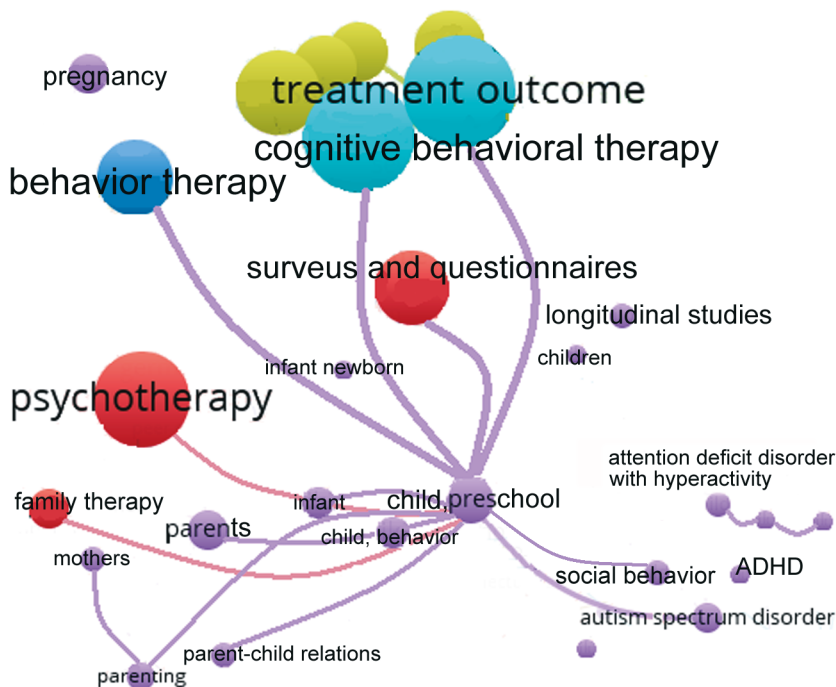 pregnancy
treatment outcome
cognitive behavioral therapy
behavior therapy
surveus and questionnaires
longitudinal studies
children
infant newborn
psychotherapy
attention deficit disorder
with hyperactivity
family therapy
infant
child,preschool
parents
child, behavior
mothers
social behavior
ADHD
autism spectrum disorder
parent-child relations
parenting